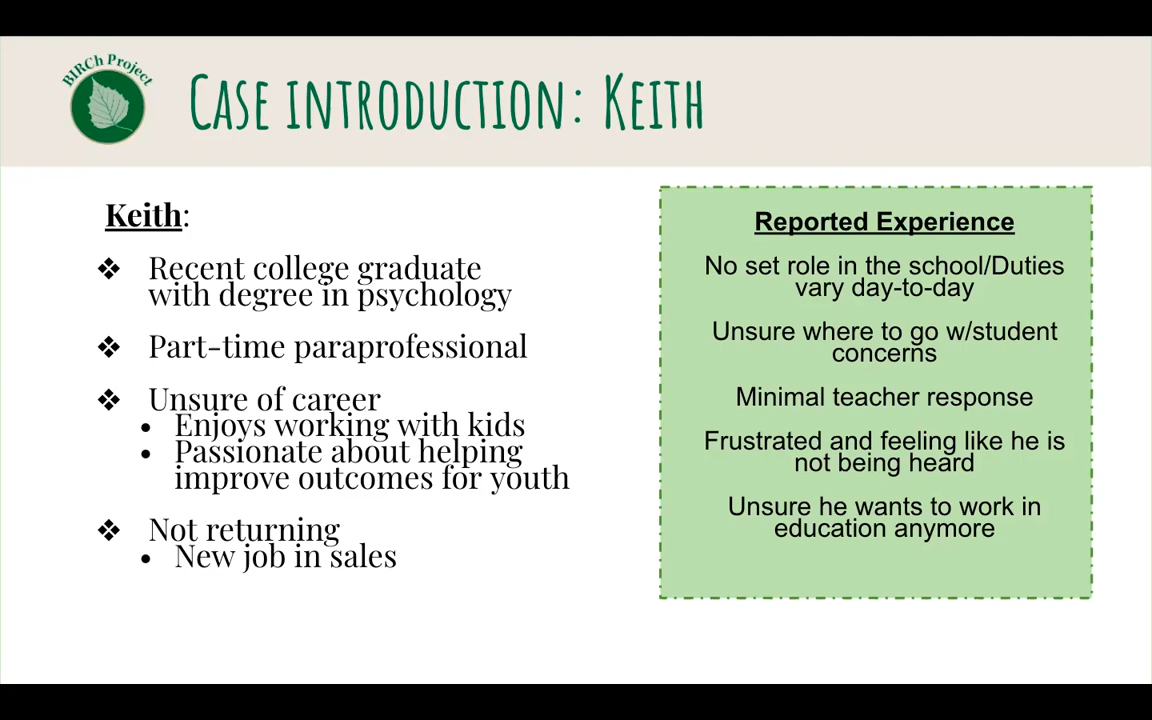 BIRCh Project
Case introduction: Keith
Keith:
❖ Recent college graduate
with degree in psychology
❖ Part-time paraprofessional
❖ Unsure of career
• Enjoys working with kids
• Passionate about helping
improve outcomes for youth
❖ Not returning
• New job in sales
Reported Experience
No set role in the school/Duties
vary day-to-day
Unsure where to go w/student
concerns
Minimal teacher response
Frustrated and feeling like he is
not being heard
Unsure he wants to work in
education anymore